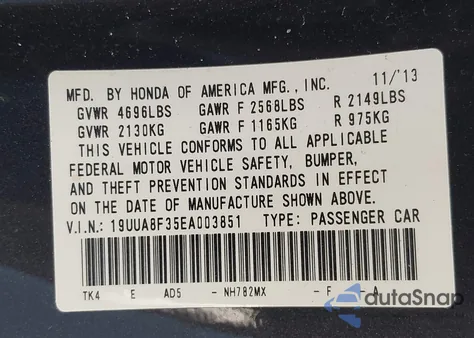 MFD. BY HONDA OF AMERICA MFG., INC. 11/'13
GVWR 4696LBS GAWR F 2568LBS R 2149LBS
GVWR 2130KG GAWR F 1165KG R 975KG
THIS VEHICLE CONFORMS TO ALL APPLICABLE
FEDERAL MOTOR VEHICLE SAFETY, BUMPER,
AND THEFT PREVENTION STANDARDS IN EFFECT
ON THE DATE OF MANUFACTURE SHOWN ABOVE.
V.I.N.: 19UUA8F35EA003851 TYPE: PASSENGER CAR
TK4 E AD5 - NH782MX - F - A
autoSnap